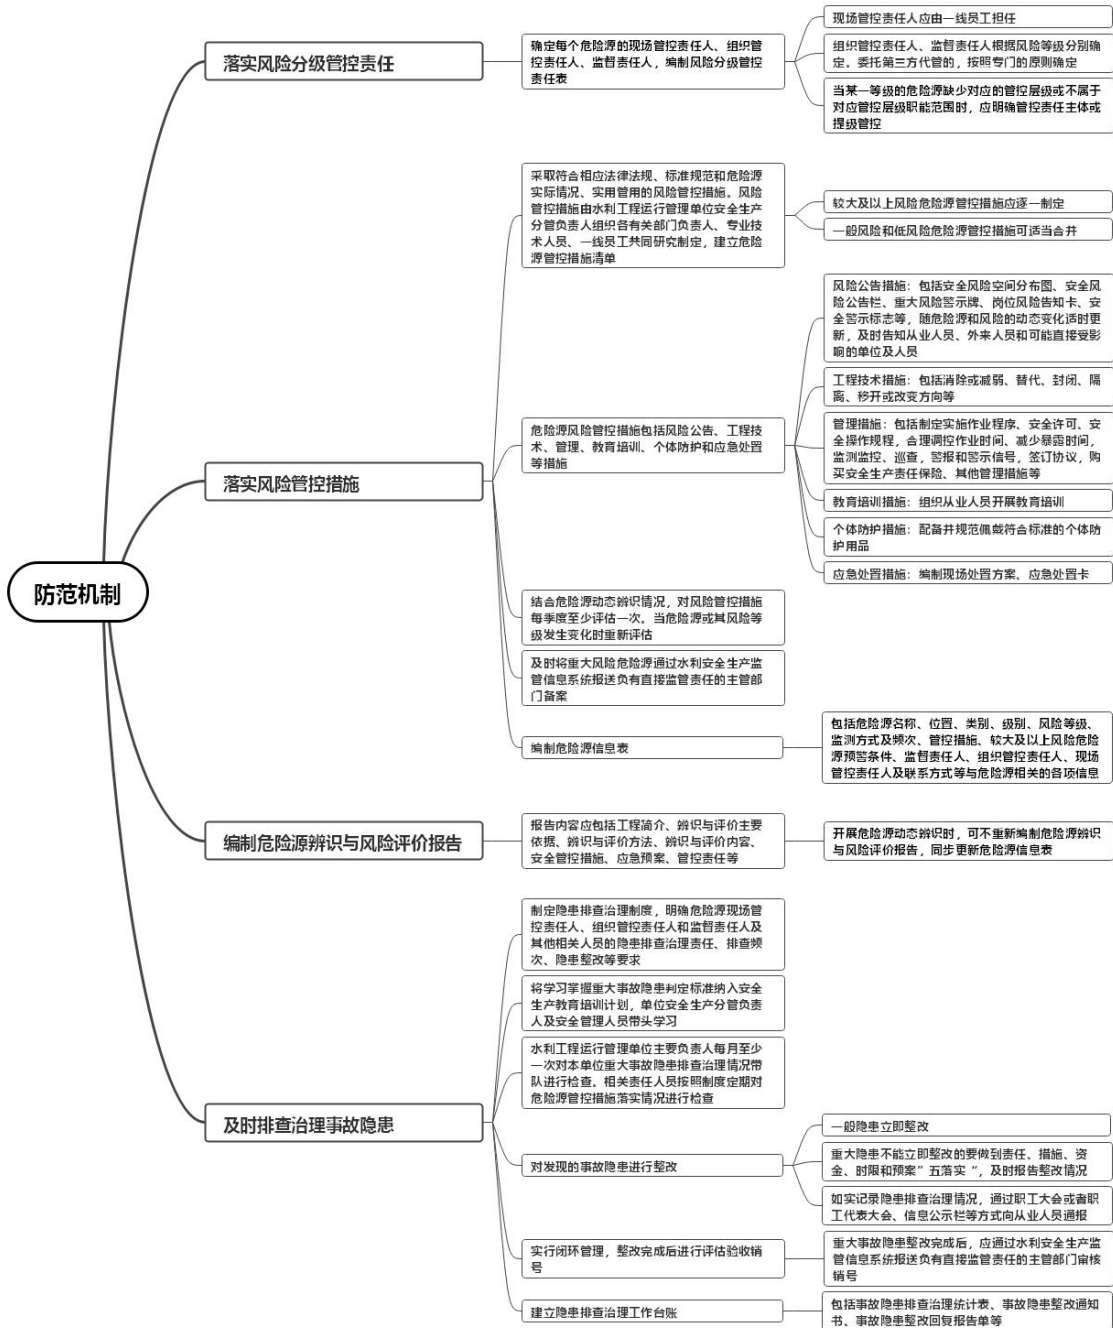 防范机制
落实风险分级管控责任
确定每个危险源的现场管控责任人、组织管
控责任人、监督责任人，编制风险分级管控
责任表
现场管控责任人应由一线员工担任
组织管控责任人、监督责任人根据风险等级分别确
定。委托第三方代管的，按照专门的原则确定
当某一等级的危险源缺少对应的管控层级或不属于
对应管控层级职能范围时，应明确管控责任主体或
提级管控
落实风险管控措施
采取符合相应法律法规、标准规范和危险源
实际情况、实用管用的风险管控措施。风险
管控措施由水利工程运行管理单位安全生产
分管负责人组织各有关部门负责人、专业技
术人员、一线员工共同研究制定，建立危险
源管控措施清单
较大及以上风险危险源管控措施应逐一制定
一般风险和低风险危险源管控措施可适当合并
危险源风险管控措施包括风险公告、工程技
术、管理、教育培训、个体防护和应急处置
等措施
风险公告措施：包括安全风险空间分布图、安全风
险公告栏、重大风险警示牌、岗位风险告知卡、安
全警示标志等，随危险源和风险的动态变化适时更
新，及时告知从业人员、外来人员和可能直接受影
响的单位及人员
工程技术措施：包括消除或减弱、替代、封闭、隔
离、移开或改变方向等
管理措施：包括制定实施作业程序、安全许可、安
全操作规程，合理调控作业时间、减少暴露时间，
监测监控、巡查，警报和警示信号，签订协议，购
买安全生产责任保险、其他管理措施等
教育培训措施：组织从业人员开展教育培训
个体防护措施：配备并规范佩戴符合标准的个体防
护用品
应急处置措施：编制现场处置方案、应急处置卡
结合危险源动态辨识情况，对风险管控措施
每季度至少评估一次。当危险源或其风险等
级发生变化时重新评估
及时将重大风险危险源通过水利安全生产监
管信息系统报送负有直接监管责任的主管部
门备案
编制危险源信息表
包括危险源名称、位置、类别、级别、风险等级、
监测方式及频次、管控措施、较大及以上风险危险
源预警条件、监督责任人、组织管控责任人、现场
管控责任人及联系方式等与危险源相关的各项信息
编制危险源辨识与风险评价报告
报告内容应包括工程简介、辨识与评价主要
依据、辨识与评价方法、辨识与评价内容、
安全管控措施、应急预案、管控责任等
开展危险源动态辨识时，可不重新编制危险源辨识
与风险评价报告，同步更新危险源信息表
及时排查治理事故隐患
制定隐患排查治理制度，明确危险源现场管
控责任人、组织管控责任人和监督责任人及
其他相关人员的隐患排查治理责任、排查频
次、隐患整改等要求
将学习掌握重大事故隐患判定标准纳入安全
生产教育培训计划，单位安全生产分管负责
人及安全管理人员带头学习
水利工程运行管理单位主要负责人每月至少
一次对本单位重大事故隐患排查治理情况带
队进行检查。相关责任人员按照制度定期对
危险源管控措施落实情况进行检查
对发现的事故隐患进行整改
一般隐患立即整改
重大隐患不能立即整改的要做到责任、措施、资
金、时限和预案”五落实“，及时报告整改情况
如实记录隐患排查治理情况，通过职工大会或者职
工代表大会、信息公示栏等方式向从业人员通报
实行闭环管理，整改完成后进行评估验收销
号
重大事故隐患整改完成后，应通过水利安全生产监
管信息系统报送负有直接监管责任的主管部门审核
销号
建立隐患排查治理工作台账
包括事故隐患排查治理统计表、事故隐患整改通知
书、事故隐患整改回复报告单等